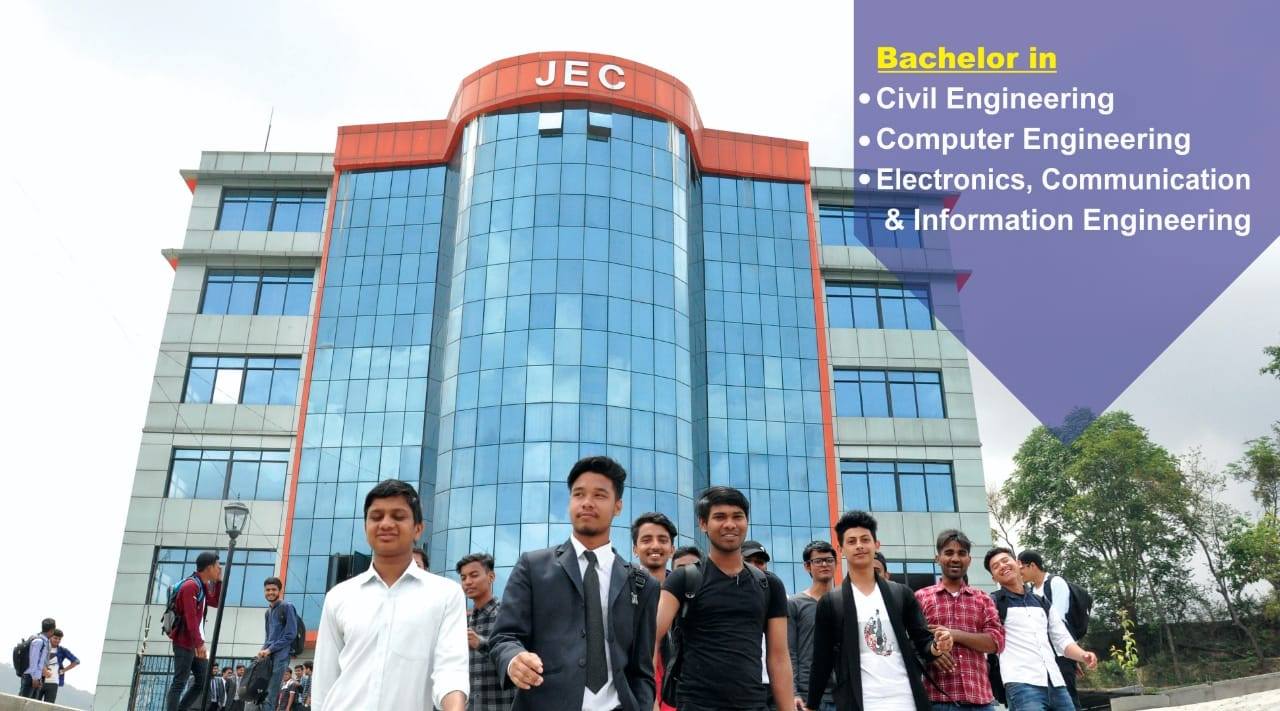 JEC
Bachelor in
• Civil Engineering
• Computer Engineering
• Electronics, Communication
& Information Engineering